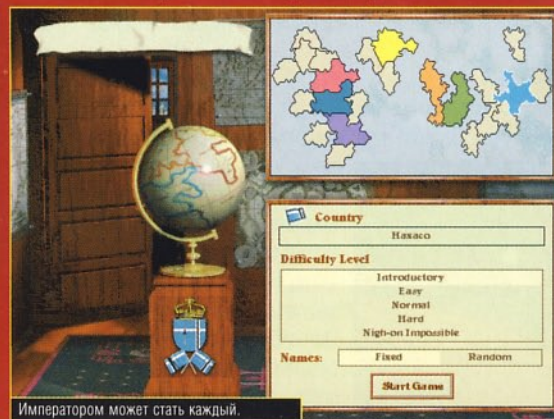 Country
Haxaco
Difficulty Level
Introductory
Easy
Normal
Hard
Nigh-on Impossible
Names: Fixed Random
Start Game
Императором может стать каждый.